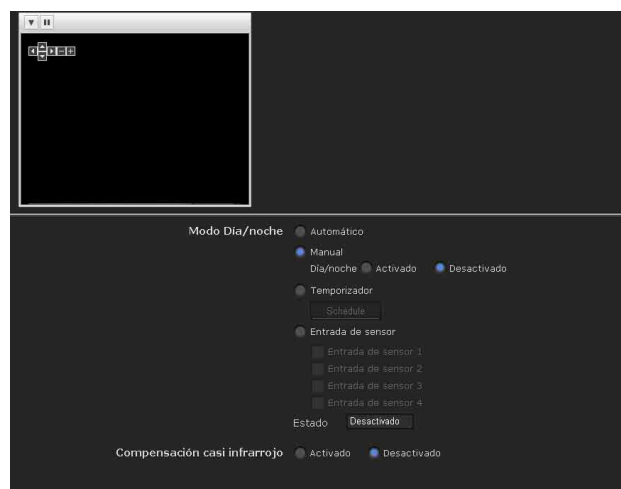 Modo Día/noche Automático
Manual
Día/noche Activado Desactivado
Temporizador
Schedule
Entrada de sensor
Entrada de sensor 1
Entrada de sensor 2
Entrada de sensor 3
Entrada de sensor 4
Estado Desactivado
Compensación casi infrarrojo Activado Desactivado